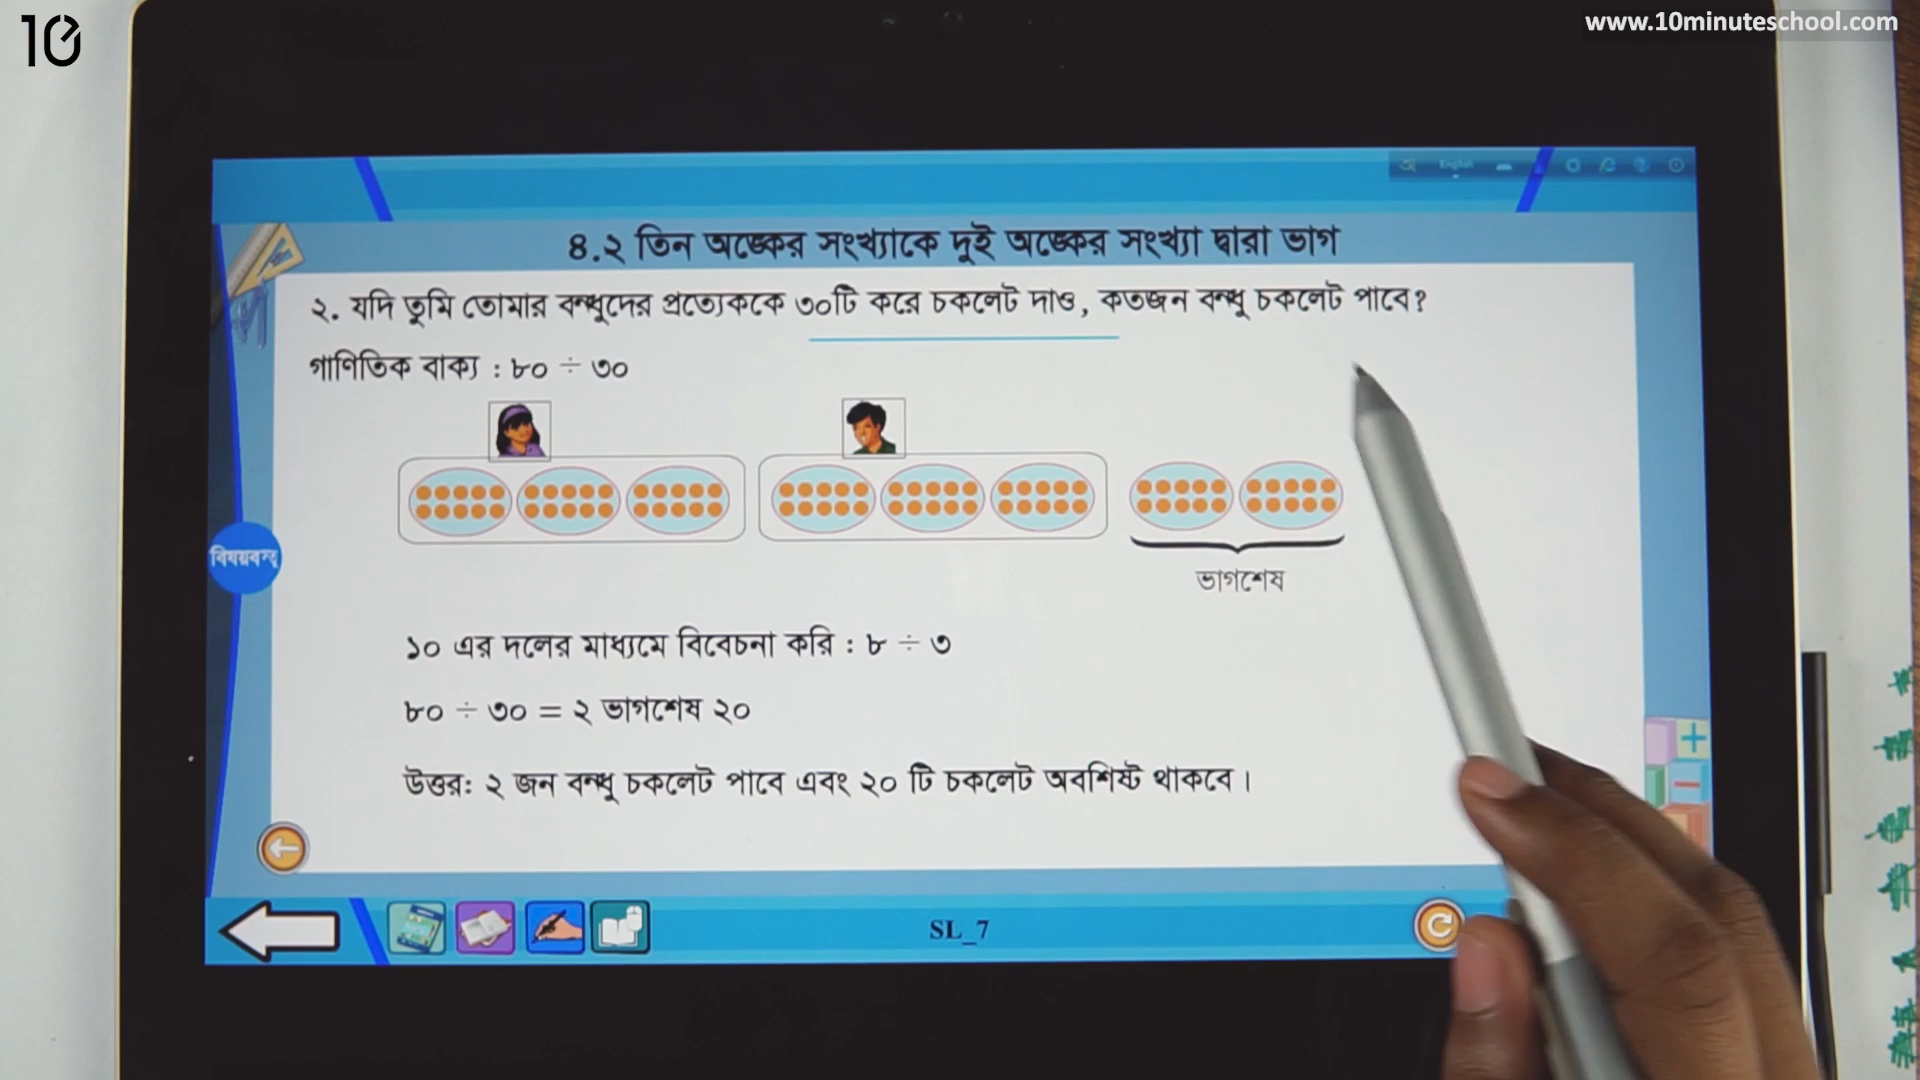 10
www.10minuteschool.com
English
৪.২ তিন অঙ্কের সংখ্যাকে দুই অঙ্কের সংখ্যা দ্বারা ভাগ
২. যদি তুমি তোমার বন্ধুদের প্রত্যেককে ৩০টি করে চকলেট দাও, কতজন বন্ধু চকলেট পাবে?
গাণিতিক বাক্য : ৮০ ÷ ৩০
বিষয়বস্তু
ভাগশেষ
১০ এর দলের মাধ্যমে বিবেচনা করি : ৮ ÷ ৩
৮০ ÷ ৩০ = ২ ভাগশেষ ২০
উত্তর: ২ জন বন্ধু চকলেট পাবে এবং ২০ টি চকলেট অবশিষ্ট থাকবে।
SL_7